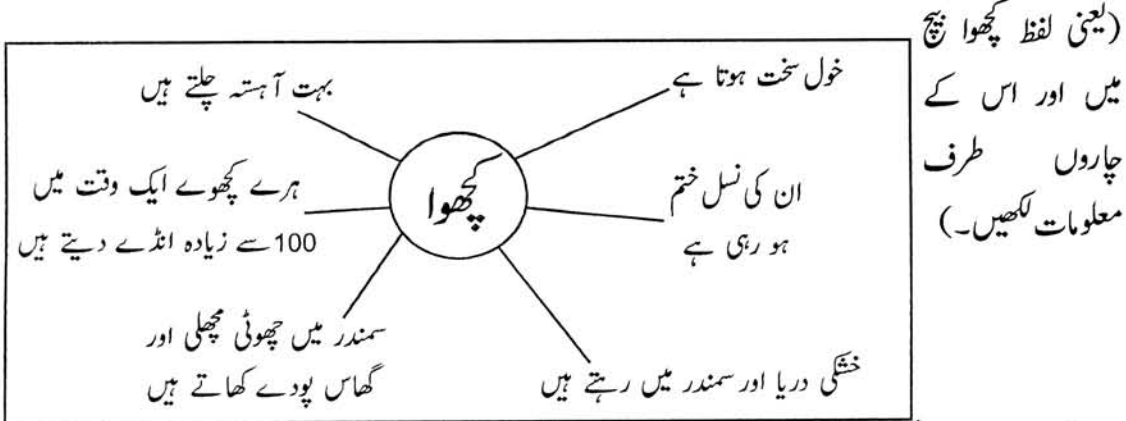 (یعنی لفظ کچھوا بیچ
میں اور اس کے
چاروں طرف
معلومات لکھیں۔)
خول سخت ہوتا ہے
بہت آہستہ چلتے ہیں
ان کی نسل ختم
ہو رہی ہے
کچھوا
ہرے کچھوے ایک وقت میں
100 سے زیادہ انڈے دیتے ہیں
خشکی دریا اور سمندر میں رہتے ہیں
سمندر میں چھوٹی مچھلی اور
گھاس پودے کھاتے ہیں